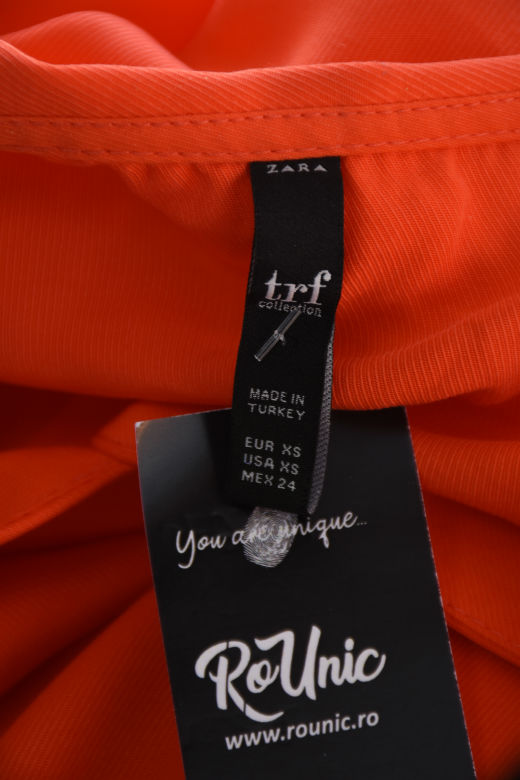 ZARA
trf
collection
MADE IN
TURKEY
EUR XS
USA XS
MEX 24
You are unique...
RoUnic
www.rounic.ro